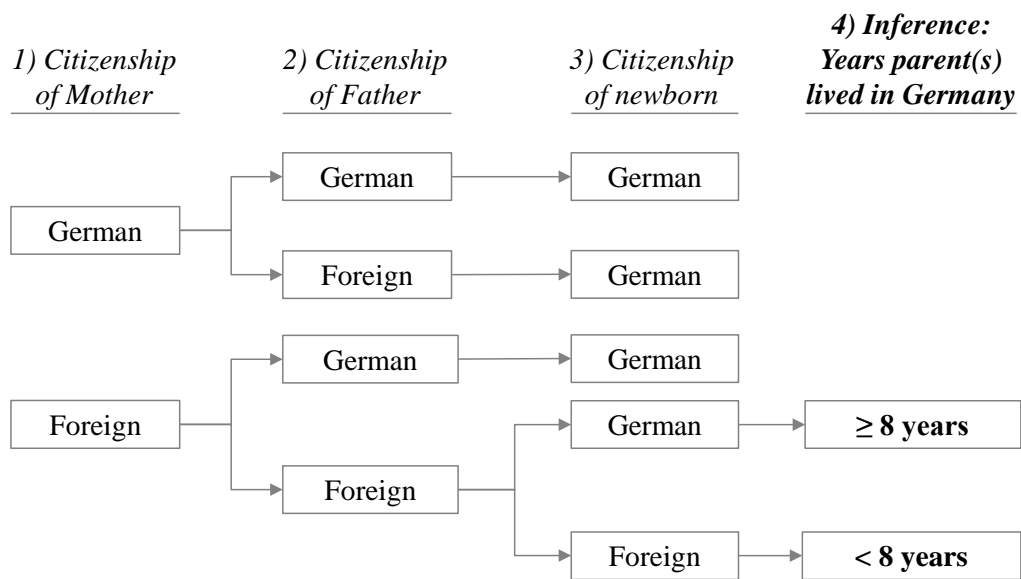 1) Citizenship
of Mother
2) Citizenship
of Father
3) Citizenship
of newborn
4) Inference:
Years parent(s)
lived in Germany
German
German
German
Foreign
German
Foreign
German
German
German
≥ 8 years
Foreign
Foreign
< 8 years